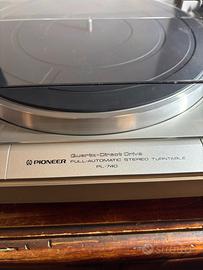 Quartz-Direct Drive
PIONEER FULL-AUTOMATIC STEREO TURNTABLE
PL-740